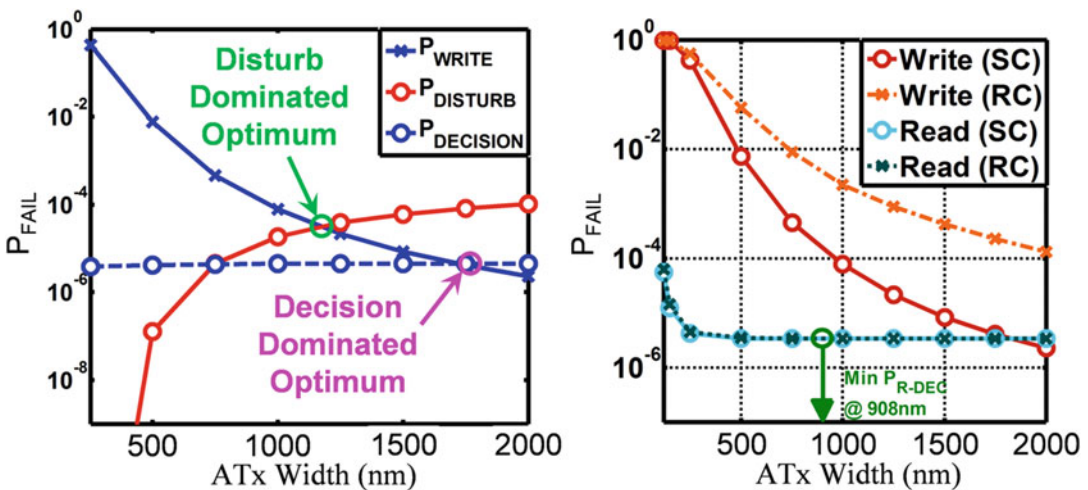 10^0
10^-2
10^-4
10^-6
10^-8
P_FAIL
P_WRITE
P_DISTURB
P_DECISION
Disturb
Dominated
Optimum
Decision
Dominated
Optimum
500
1000
1500
2000
ATx Width (nm)
10^0
10^-2
10^-4
10^-6
P_FAIL
Write (SC)
Write (RC)
Read (SC)
Read (RC)
Min P_R-DEC
@ 908nm
500
1000
1500
2000
ATx Width (nm)